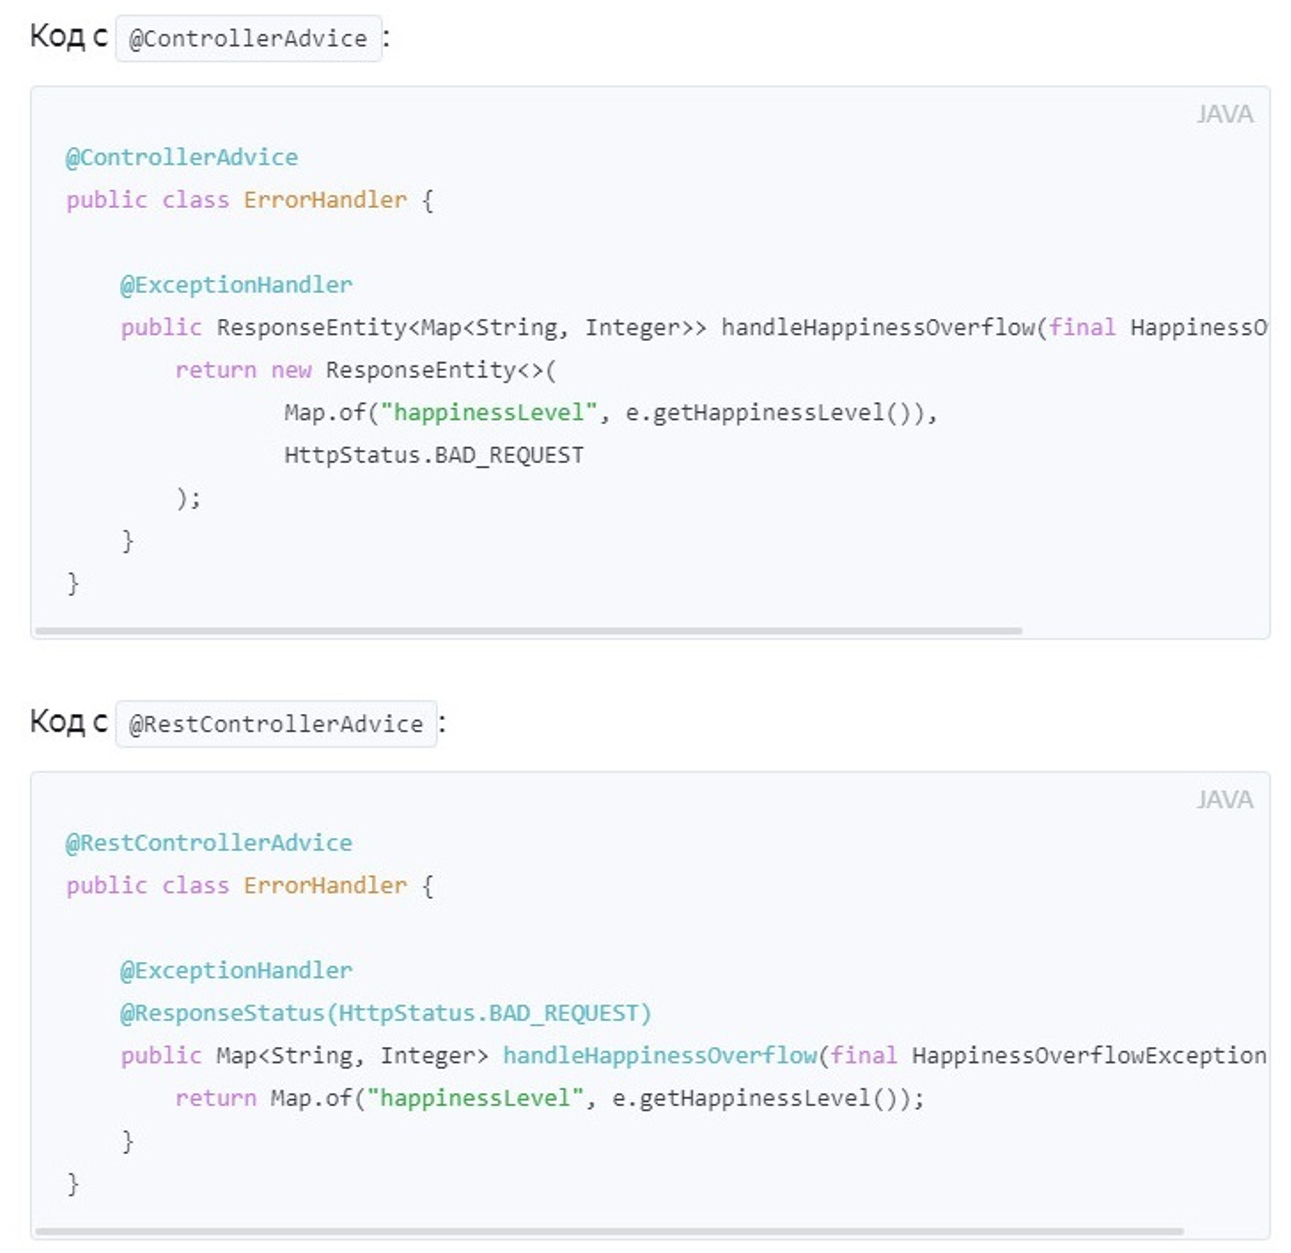 Код с @ControllerAdvice :
JAVA
@ControllerAdvice
public class ErrorHandler {
@ExceptionHandler
public ResponseEntity<Map<String, Integer>> handleHappinessOverflow(final HappinessO
return new ResponseEntity<>(
Map.of("happinessLevel", e.getHappinessLevel()),
HttpStatus.BAD_REQUEST
);
}
}
Код с @RestControllerAdvice :
JAVA
@RestControllerAdvice
public class ErrorHandler {
@ExceptionHandler
@ResponseStatus(HttpStatus.BAD_REQUEST)
public Map<String, Integer> handleHappinessOverflow(final HappinessOverflowException
return Map.of("happinessLevel", e.getHappinessLevel());
}
}